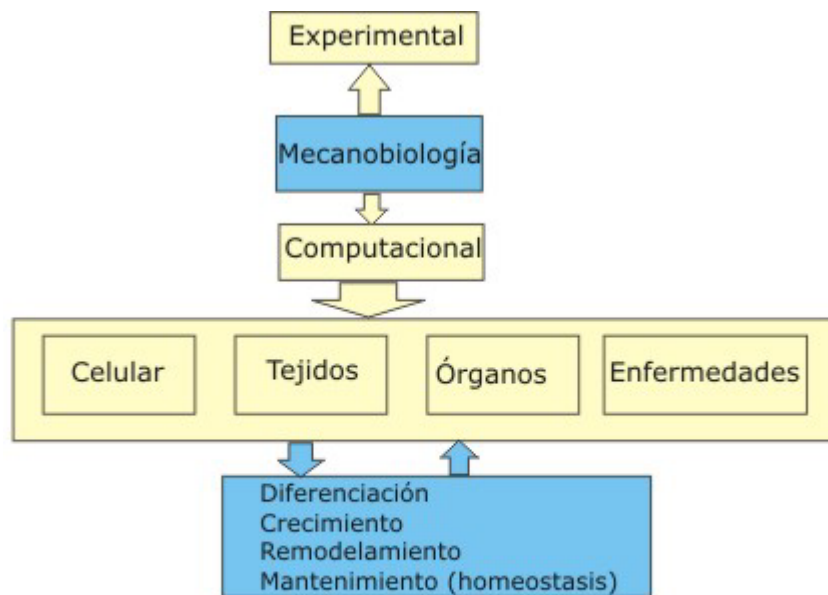 Experimental
Mecanobiología
Computacional
Celular
Tejidos
Órganos
Enfermedades
Diferenciación
Crecimiento
Remodelamiento
Mantenimiento (homeostasis)